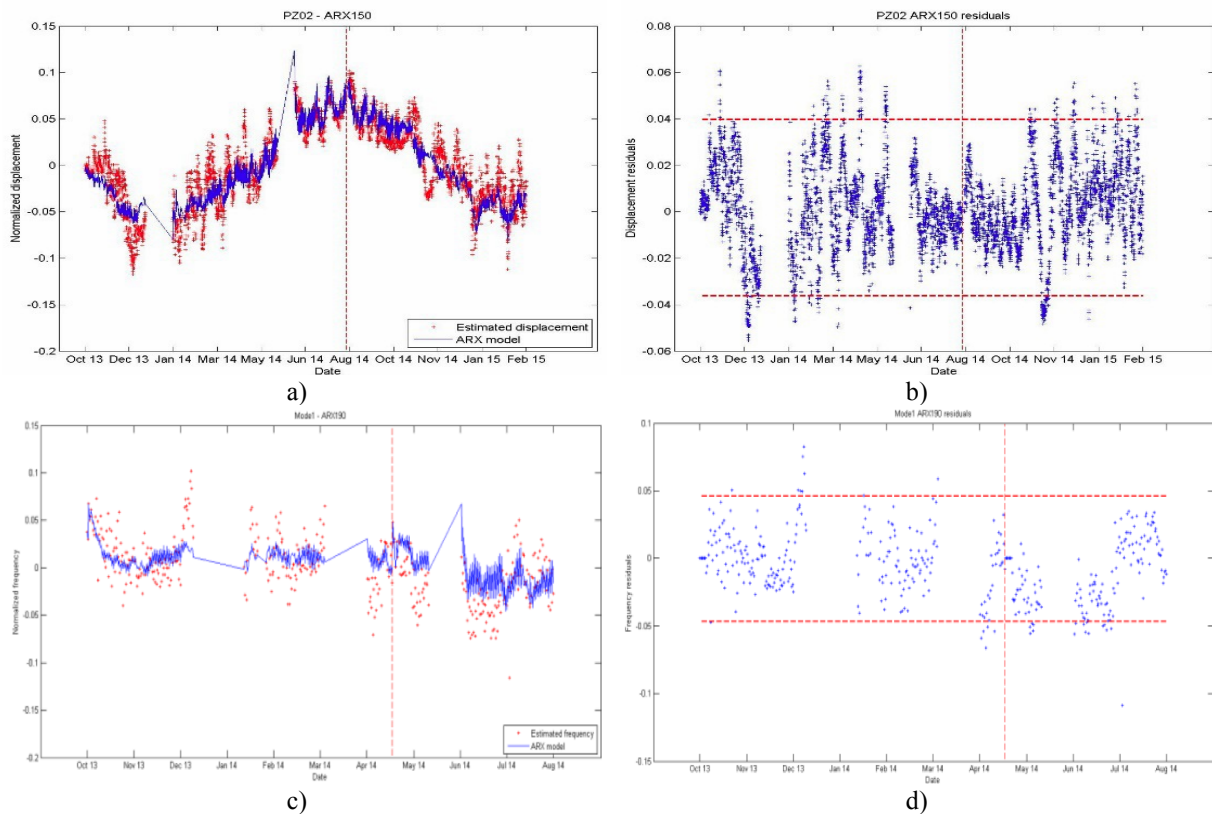 PZ02 - ARX150
0.15
0.1
0.05
0
-0.05
-0.1
-0.15
-0.2
Normalized displacement
Estimated displacement
ARX model
Oct 13 Dec 13 Jan 14 Mar 14 May 14 Jun 14 Aug 14 Oct 14 Nov 14 Jan 15 Feb 15
Date
a)
PZ02 ARX150 residuals
0.08
0.06
0.04
0.02
0
-0.02
-0.04
-0.06
Displacement residuals
Oct 13 Dec 13 Jan 14 Mar 14 May 14 Jun 14 Aug 14 Oct 14 Nov 14 Jan 15 Feb 15
Date
b)
Mode1 - ARX190
0.15
0.1
0.05
0
-0.05
-0.1
-0.15
-0.2
Normalized frequency
Estimated frequency
ARX model
Oct 13 Nov 13 Dec 13 Jan 14 Feb 14 Mar 14 Apr 14 May 14 Jun 14 Jul 14 Aug 14
Date
c)
Mode1 ARX190 residuals
0.1
0.05
0
-0.05
-0.1
-0.15
Frequency residuals
Oct 13 Nov 13 Dec 13 Jan 14 Feb 14 Mar 14 Apr 14 May 14 Jun 14 Jul 14 Aug 14
Date
d)